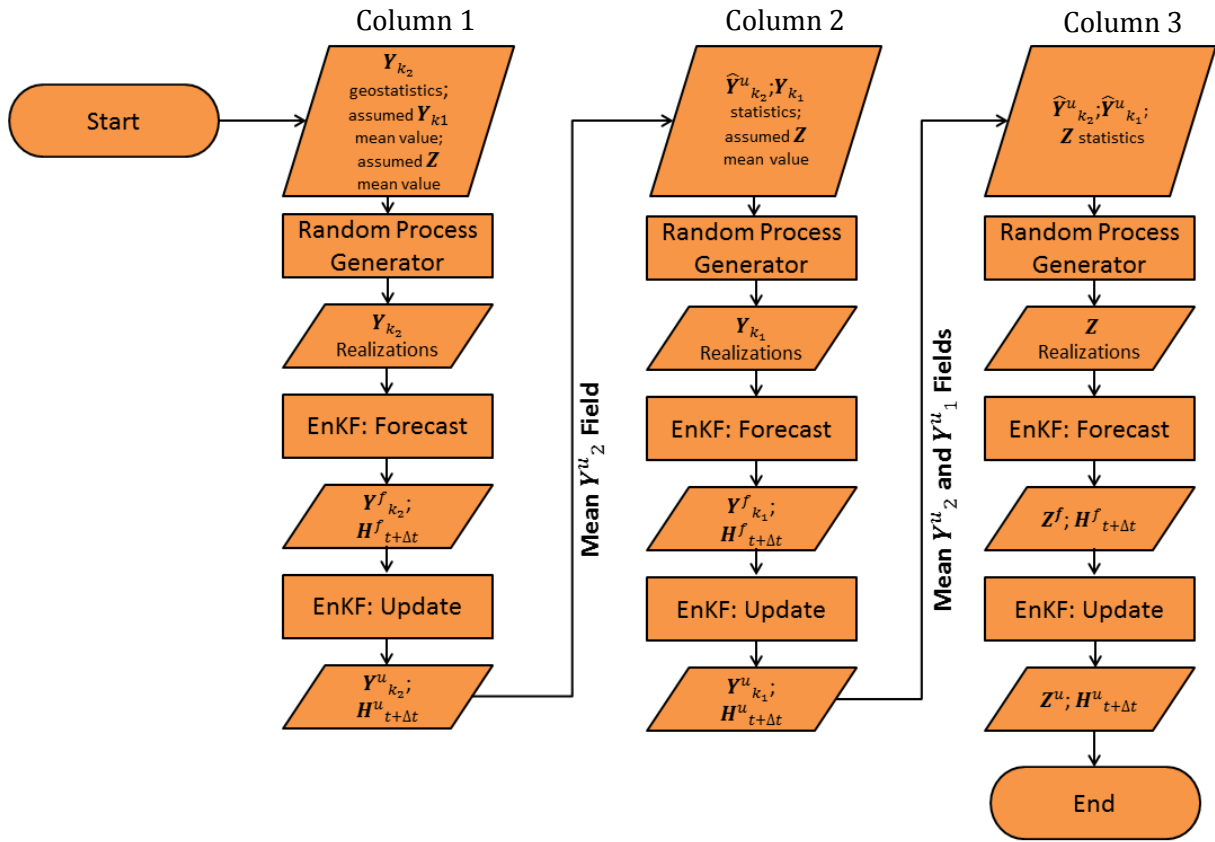 Column 1
Column 2
Column 3
Start
Y_{k_2}
geostatistics;
assumed Y_{k1}
mean value;
assumed Z
mean value
Random Process
Generator
Y_{k_2}
Realizations
EnKF: Forecast
Y^f_{k_2};
H^f_{t+Δt}
EnKF: Update
Y^u_{k_2};
H^u_{t+Δt}
Mean Y^u_2 Field
Ŷ^u_{k_2};Y_{k_1}
statistics;
assumed Z
mean value
Random Process
Generator
Y_{k_1}
Realizations
EnKF: Forecast
Y^f_{k_1};
H^f_{t+Δt}
EnKF: Update
Y^u_{k_1};
H^u_{t+Δt}
Mean Y^u_2 and Y^u_1 Fields
Ŷ^u_{k_2};Ŷ^u_{k_1};
Z statistics
Random Process
Generator
Z
Realizations
EnKF: Forecast
Z^f; H^f_{t+Δt}
EnKF: Update
Z^u; H^u_{t+Δt}
End